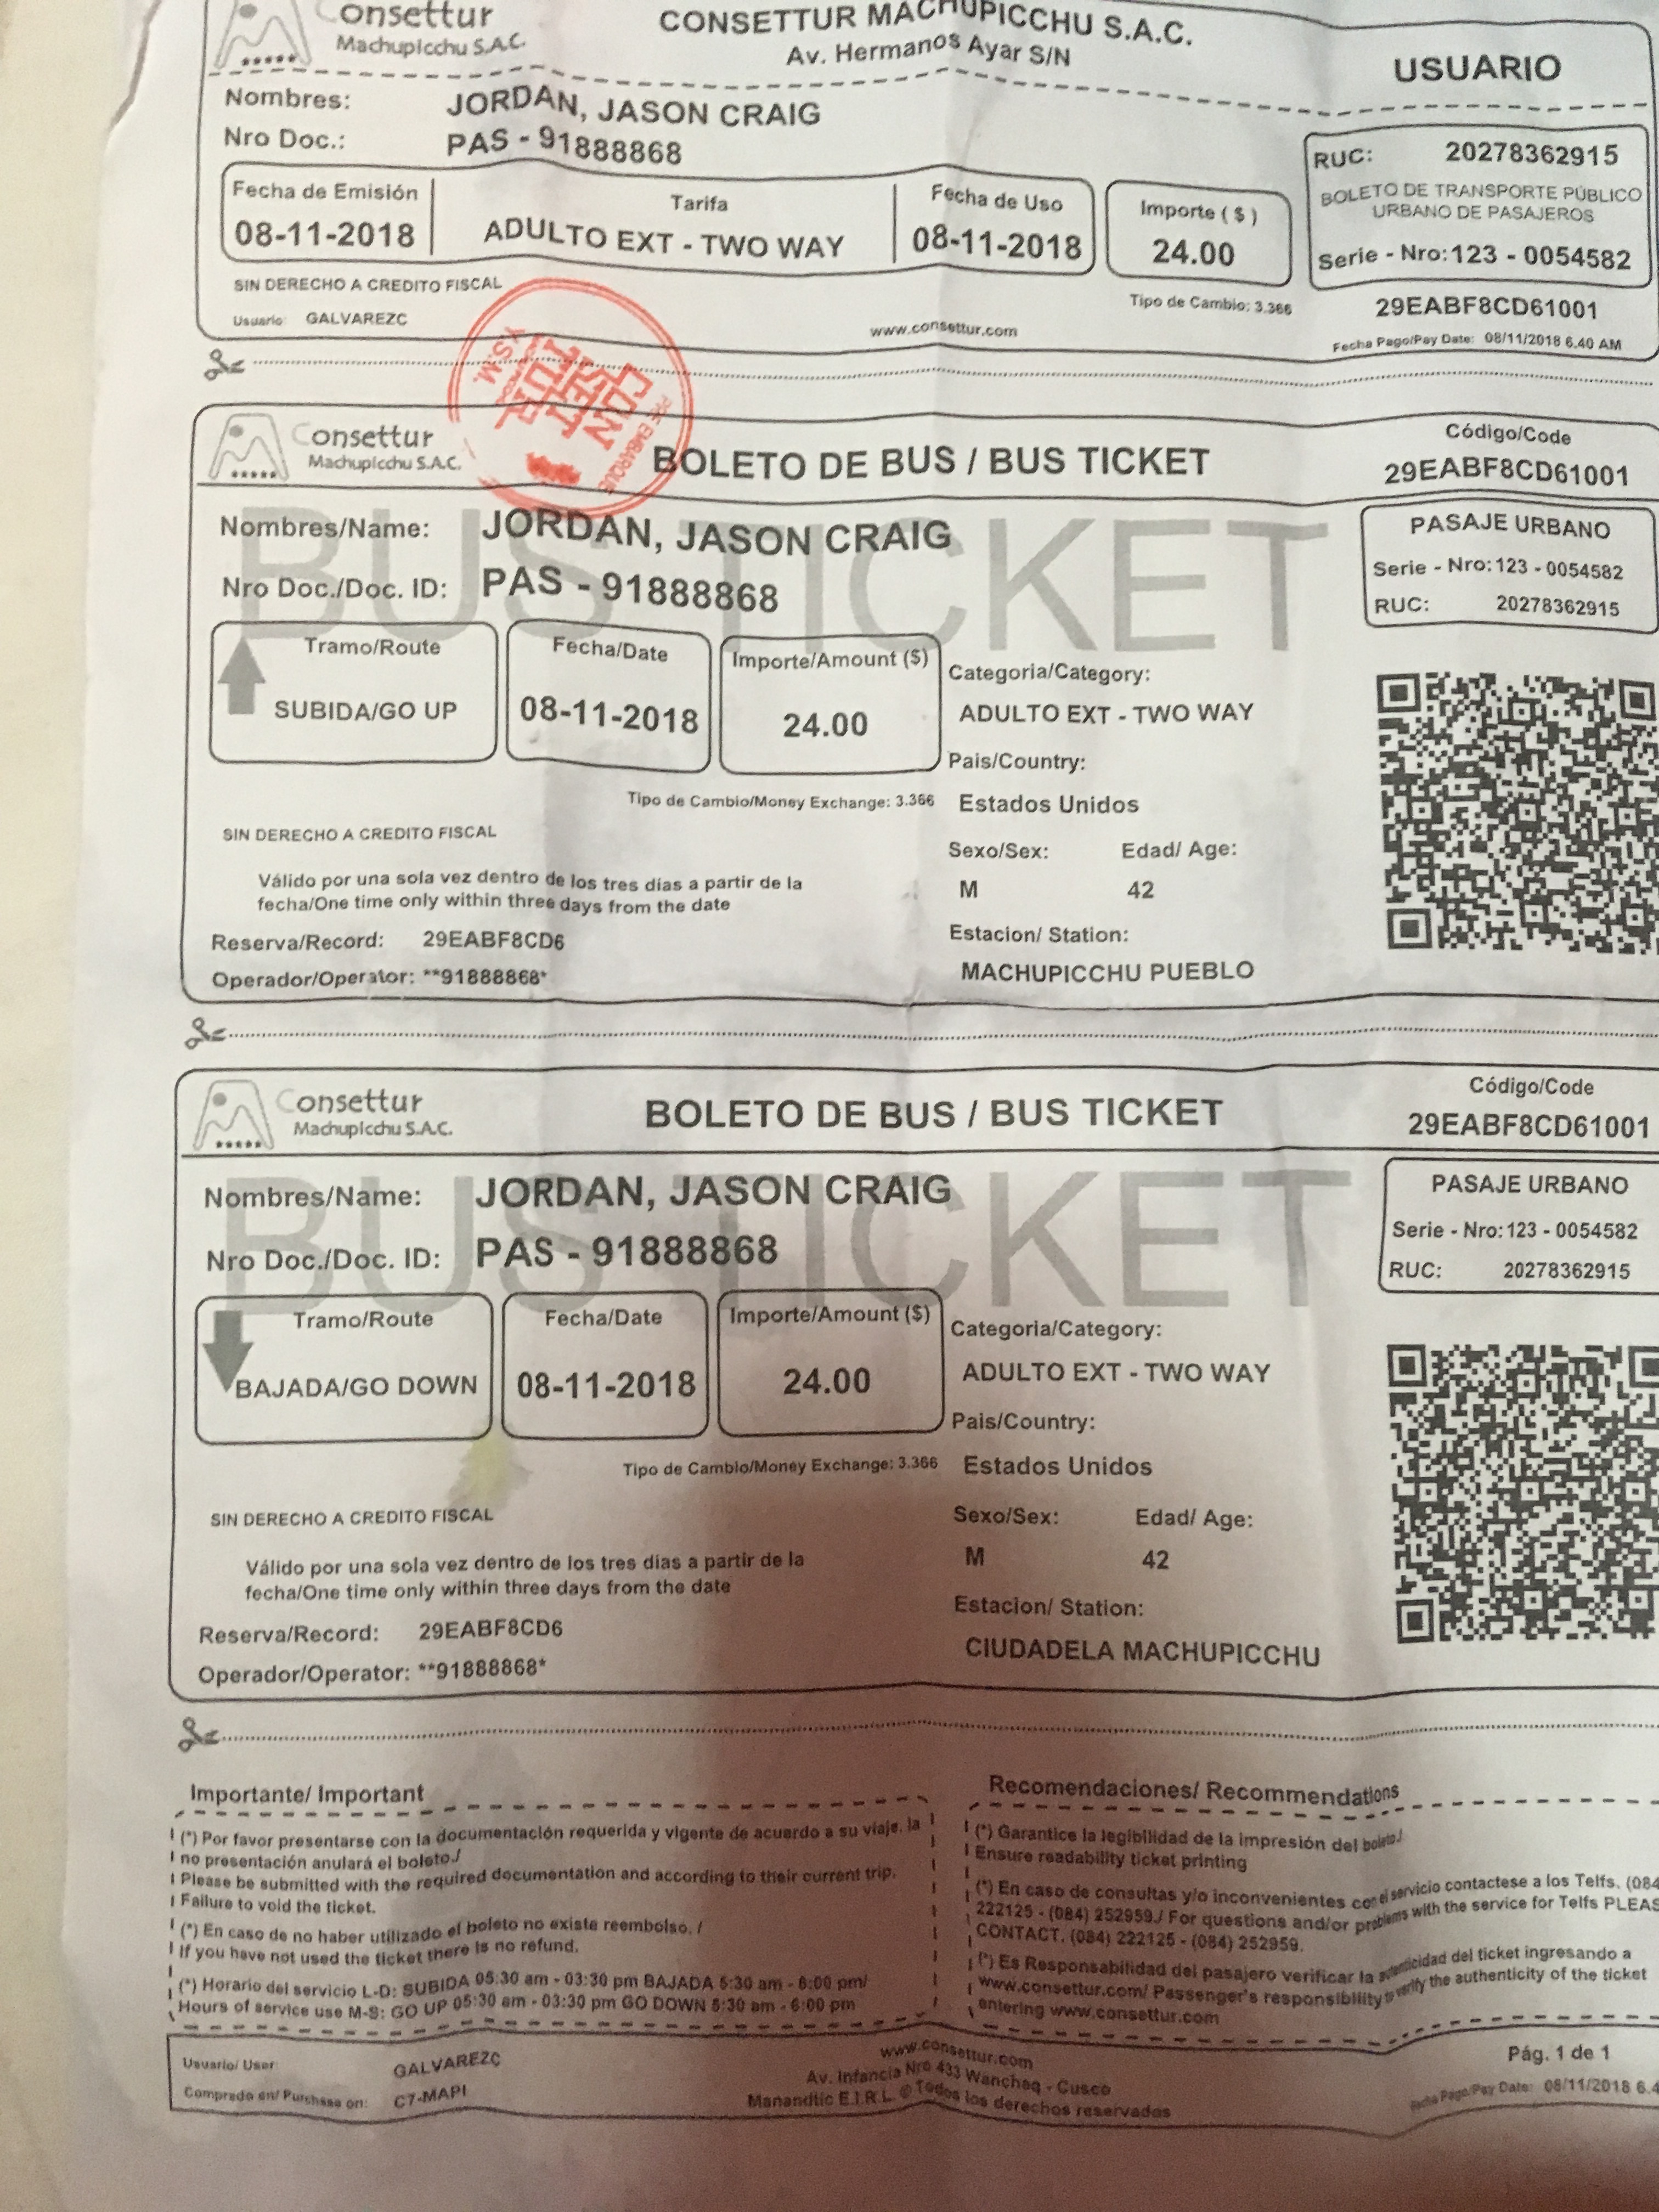 Consettur
Machupicchu S.A.C.
CONSETTUR MACHUPICCHU S.A.C.
Av. Hermanos Ayar S/N
USUARIO
Nombres: JORDAN, JASON CRAIG
Nro Doc.: PAS - 91888868
RUC: 20278362915
BOLETO DE TRANSPORTE PÚBLICO
URBANO DE PASAJEROS
Serie - Nro: 123 - 0054582
Fecha de Emisión Tarifa Fecha de Uso Importe ( $ )
08-11-2018 ADULTO EXT - TWO WAY 08-11-2018 24.00
SIN DERECHO A CREDITO FISCAL
Tipo de Cambio: 3.366
29EABF8CD61001
Usuario: GALVAREZC
www.consettur.com
Fecha Pago/Pay Date: 08/11/2018 6.40 AM
CONSETTUR
PRE EMBARQUE
Y.S.M.
Consettur
Machupicchu S.A.C.
BOLETO DE BUS / BUS TICKET
Código/Code
29EABF8CD61001
BUS TICKET
Nombres/Name: JORDAN, JASON CRAIG
Nro Doc./Doc. ID: PAS - 91888868
PASAJE URBANO
Serie - Nro: 123 - 0054582
RUC: 20278362915
Tramo/Route Fecha/Date Importe/Amount ($)
SUBIDA/GO UP 08-11-2018 24.00
Categoria/Category:
ADULTO EXT - TWO WAY
Pais/Country:
Tipo de Cambio/Money Exchange: 3.366 Estados Unidos
SIN DERECHO A CREDITO FISCAL
Sexo/Sex: Edad/ Age:
M 42
Válido por una sola vez dentro de los tres dias a partir de la
fecha/One time only within three days from the date
Reserva/Record: 29EABF8CD6
Estacion/ Station:
Operador/Operator: **91888868*
MACHUPICCHU PUEBLO
Consettur
Machupicchu S.A.C.
BOLETO DE BUS / BUS TICKET
Código/Code
29EABF8CD61001
BUS TICKET
Nombres/Name: JORDAN, JASON CRAIG
Nro Doc./Doc. ID: PAS - 91888868
PASAJE URBANO
Serie - Nro: 123 - 0054582
RUC: 20278362915
Tramo/Route Fecha/Date Importe/Amount ($)
BAJADA/GO DOWN 08-11-2018 24.00
Categoria/Category:
ADULTO EXT - TWO WAY
Pais/Country:
Tipo de Cambio/Money Exchange: 3.366 Estados Unidos
SIN DERECHO A CREDITO FISCAL
Sexo/Sex: Edad/ Age:
M 42
Válido por una sola vez dentro de los tres dias a partir de la
fecha/One time only within three days from the date
Reserva/Record: 29EABF8CD6
Estacion/ Station:
Operador/Operator: **91888868*
CIUDADELA MACHUPICCHU
Importante/ Important
(*) Por favor presentarse con la documentación requerida y vigente de acuerdo a su viaje, la
no presentación anulará el boleto./
Please be submitted with the required documentation and according to their current trip.
Failure to void the ticket.
(*) En caso de no haber utilizado el boleto no existe reembolso. /
If you have not used the ticket there is no refund.
(*) Horario del servicio L-D: SUBIDA 05:30 am - 03:30 pm BAJADA 5:30 am - 6:00 pm/
Hours of service use M-S: GO UP 05:30 am - 03:30 pm GO DOWN 5:30 am - 6:00 pm
Recomendaciones/ Recommendations
(*) Garantice la legibilidad de la impresión del boleto./
Ensure readability ticket printing
(*) En caso de consultas y/o inconvenientes con el servicio contactese a los Telfs. (084
222125 - (084) 252959./ For questions and/or problems with the service for Telfs PLEAS
CONTACT. (084) 222125 - (084) 252959.
(*) Es Responsabilidad del pasajero verificar la autenticidad del ticket ingresando a
www.consettur.com/ Passenger's responsibility verify the authenticity of the ticket
entering www.consettur.com
Usuario/ User: GALVAREZC
Comprado en/ Purchase on: C7-MAPI
www.consettur.com
Av. Infancia Nro 433 Wanchaq - Cusco
Manandtic E.I.R.L © Todos los derechos reservados
Pág. 1 de 1
Fecha Pago/Pay Date: 08/11/2018 6.4